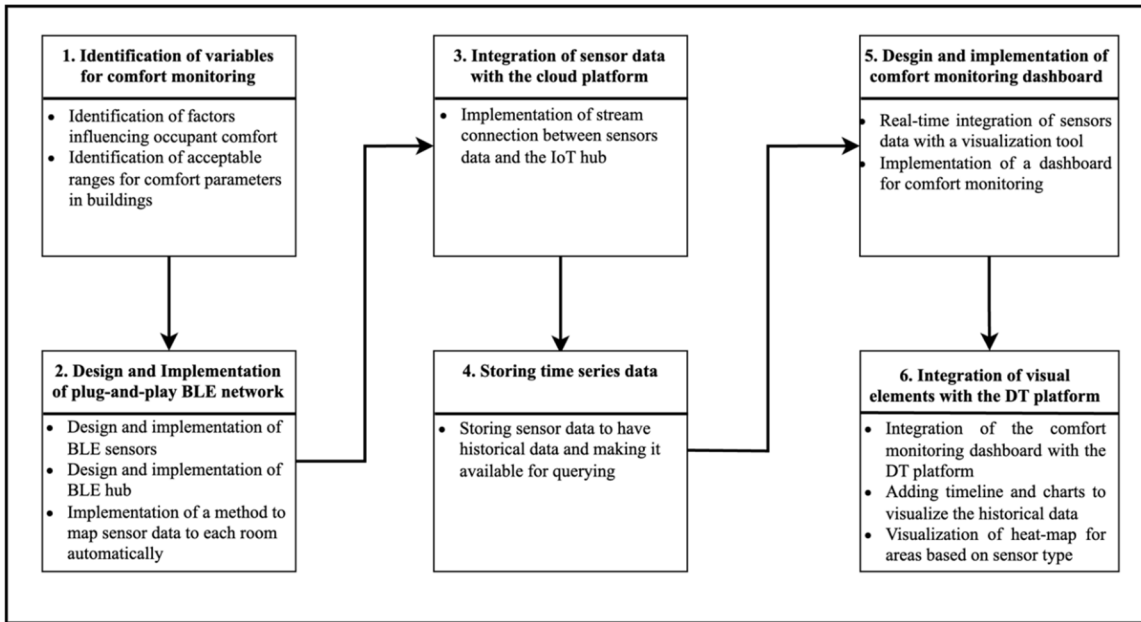 1. Identification of variables
for comfort monitoring
• Identification of factors
influencing occupant comfort
• Identification of acceptable
ranges for comfort parameters
in buildings
2. Design and Implementation
of plug-and-play BLE network
• Design and implementation of
BLE sensors
• Design and implementation of
BLE hub
• Implementation of a method to
map sensor data to each room
automatically
3. Integration of sensor data
with the cloud platform
• Implementation of stream
connection between sensors
data and the IoT hub
4. Storing time series data
• Storing sensor data to have
historical data and making it
available for querying
5. Desgin and implementation of
comfort monitoring dashboard
• Real-time integration of sensors
data with a visualization tool
• Implementation of a dashboard
for comfort monitoring
6. Integration of visual
elements with the DT platform
• Integration of the comfort
monitoring dashboard with the
DT platform
• Adding timeline and charts to
visualize the historical data
• Visualization of heat-map for
areas based on sensor type